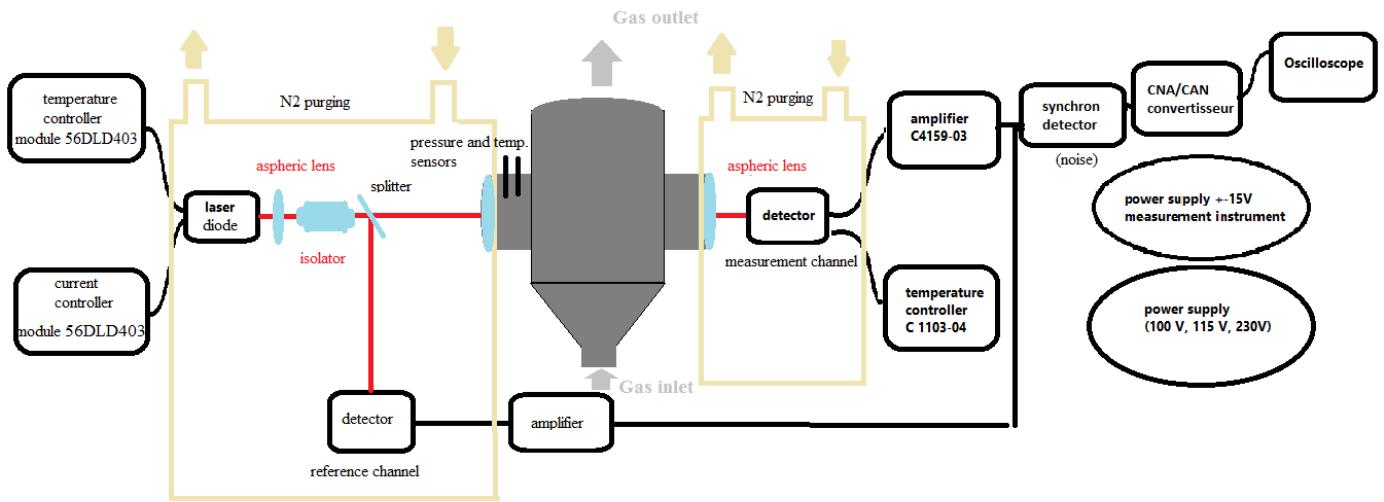 Gas outlet
temperature
controller
module 56DLD403
N2 purging
pressure and temp.
sensors
aspheric lens
splitter
laser
diode
isolator
current
controller
module 56DLD403
detector
reference channel
amplifier
Gas inlet
N2 purging
aspheric lens
detector
measurement channel
amplifier
C4159-03
temperature
controller
C 1103-04
synchron
detector
(noise)
CNA/CAN
convertisseur
Oscilloscope
power supply +-15V
measurement instrument
power supply
(100 V, 115 V, 230V)